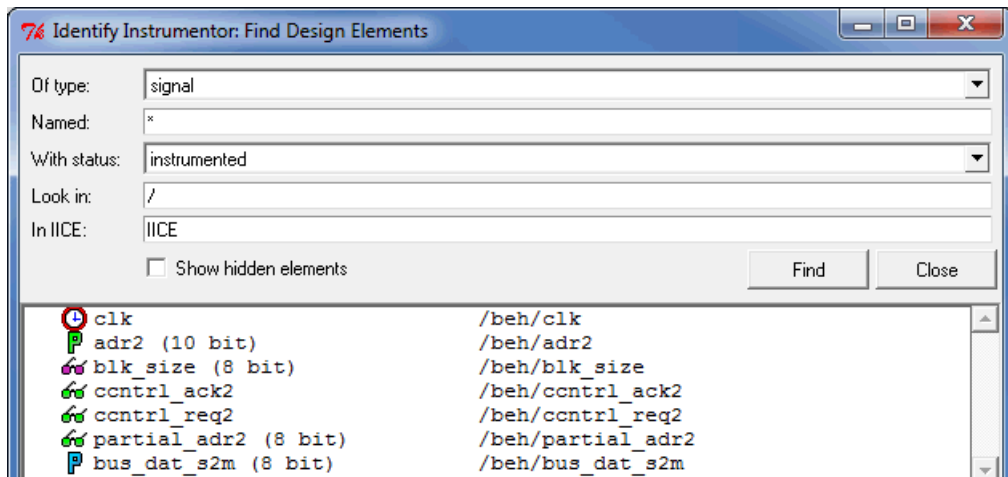 Identify Instrumentor: Find Design Elements
Of type: signal
Named: *
With status: instrumented
Look in: /
In IICE: IICE
Show hidden elements Find Close
clk /beh/clk
P adr2 (10 bit) /beh/adr2
blk_size (8 bit) /beh/blk_size
ccntrl_ack2 /beh/ccntrl_ack2
ccntrl_req2 /beh/ccntrl_req2
partial_adr2 (8 bit) /beh/partial_adr2
P bus_dat_s2m (8 bit) /beh/bus_dat_s2m